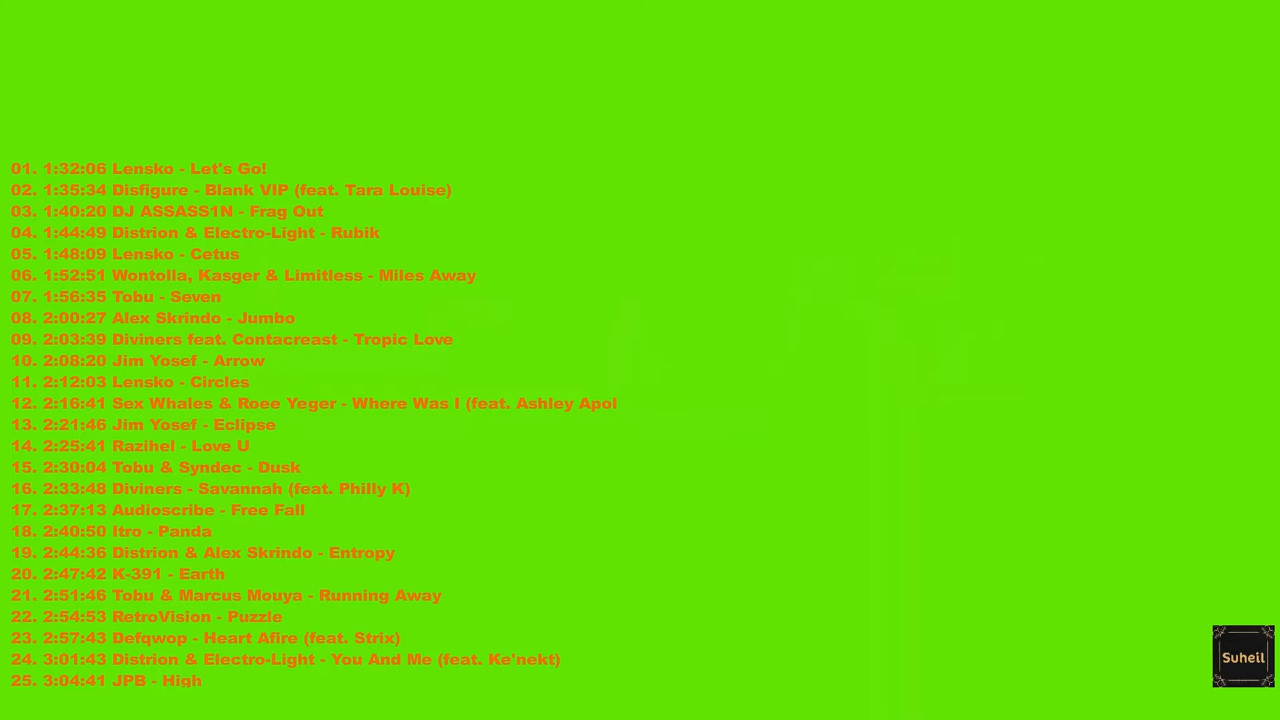 01. 1:32:06 Lensko - Let's Go!
02. 1:35:34 Disfigure - Blank VIP (feat. Tara Louise)
03. 1:40:20 DJ ASSASS1N - Frag Out
04. 1:44:49 Distrion & Electro-Light - Rubik
05. 1:48:09 Lensko - Cetus
06. 1:52:51 Wontolla, Kasger & Limitless - Miles Away
07. 1:56:35 Tobu - Seven
08. 2:00:27 Alex Skrindo - Jumbo
09. 2:03:39 Diviners feat. Contacreast - Tropic Love
10. 2:08:20 Jim Yosef - Arrow
11. 2:12:03 Lensko - Circles
12. 2:16:41 Sex Whales & Roee Yeger - Where Was I (feat. Ashley Apol
13. 2:21:46 Jim Yosef - Eclipse
14. 2:25:41 Razihel - Love U
15. 2:30:04 Tobu & Syndec - Dusk
16. 2:33:48 Diviners - Savannah (feat. Philly K)
17. 2:37:13 Audioscribe - Free Fall
18. 2:40:50 Itro - Panda
19. 2:44:36 Distrion & Alex Skrindo - Entropy
20. 2:47:42 K-391 - Earth
21. 2:51:46 Tobu & Marcus Mouya - Running Away
22. 2:54:53 RetroVision - Puzzle
23. 2:57:43 Defqwop - Heart Afire (feat. Strix)
24. 3:01:43 Distrion & Electro-Light - You And Me (feat. Ke'nekt)
25. 3:04:41 JPB - High
Suheil